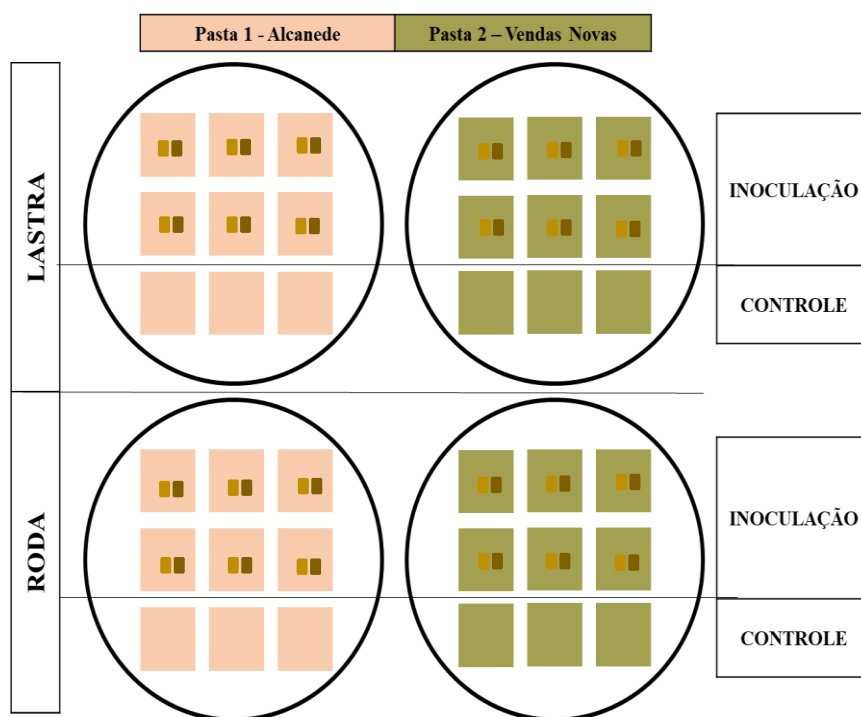 Pasta 1 - Alcanede
Pasta 2 – Vendas Novas
LASTRA
INOCULAÇÃO
CONTROLE
RODA
INOCULAÇÃO
CONTROLE